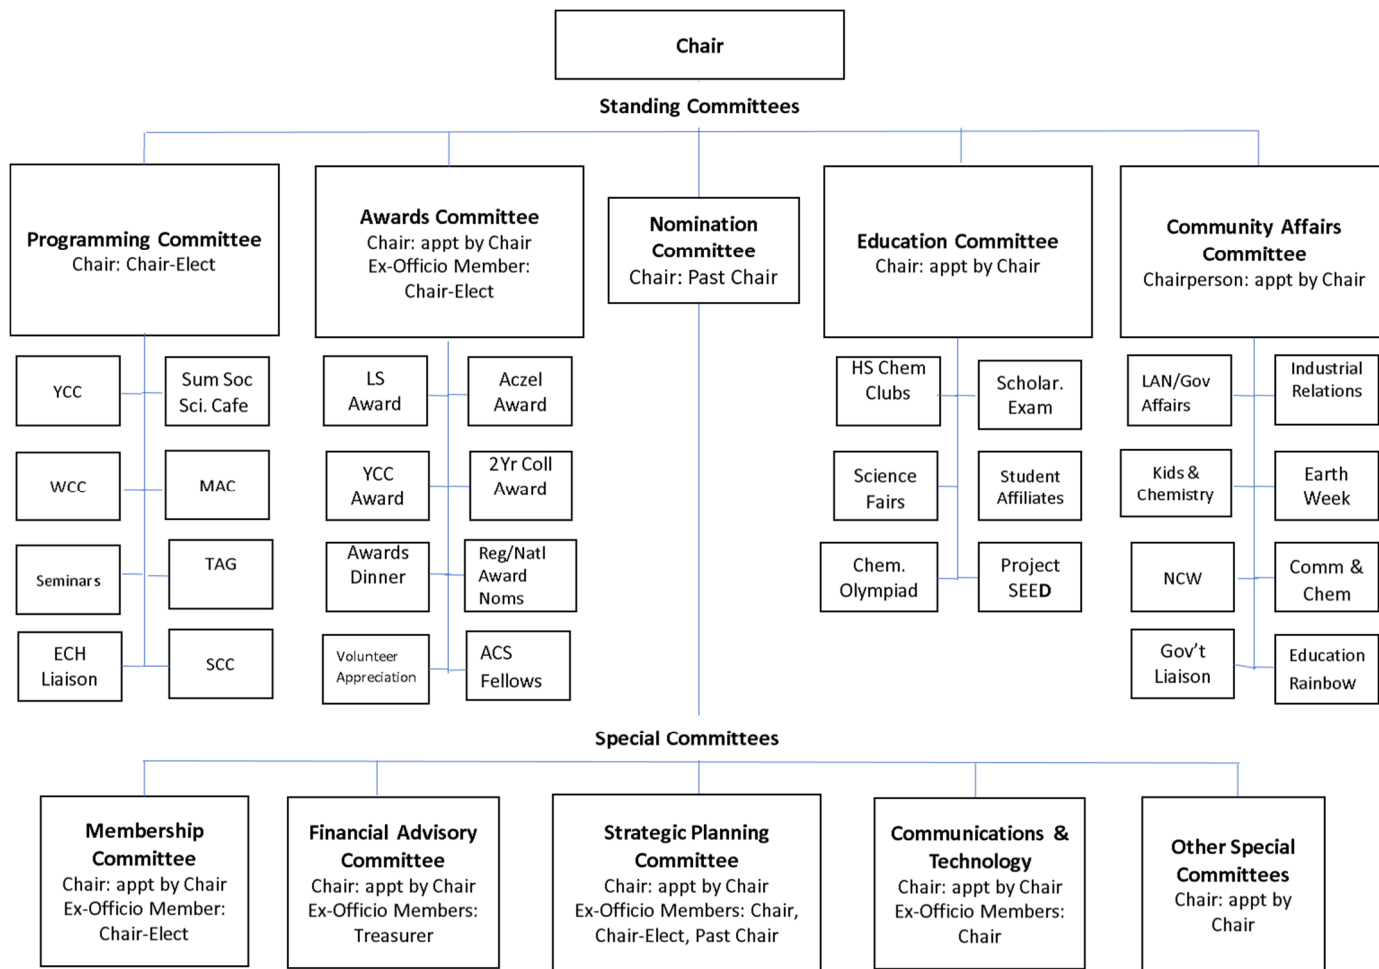 Chair
Standing Committees
Programming Committee
Chair: Chair-Elect
Awards Committee
Chair: appt by Chair
Ex-Officio Member:
Chair-Elect
Nomination
Committee
Chair: Past Chair
Education Committee
Chair: appt by Chair
Community Affairs
Committee
Chairperson: appt by Chair
YCC
Sum Soc
Sci. Cafe
WCC
MAC
Seminars
TAG
ECH
Liaison
SCC
LS
Award
Aczel
Award
YCC
Award
2Yr Coll
Award
Awards
Dinner
Reg/Natl
Award
Noms
Volunteer
Appreciation
ACS
Fellows
HS Chem
Clubs
Scholar.
Exam
Science
Fairs
Student
Affiliates
Chem.
Olympiad
Project
SEED
LAN/Gov
Affairs
Industrial
Relations
Kids &
Chemistry
Earth
Week
NCW
Comm &
Chem
Gov't
Liaison
Education
Rainbow
Special Committees
Membership
Committee
Chair: appt by Chair
Ex-Officio Member:
Chair-Elect
Financial Advisory
Committee
Chair: appt by Chair
Ex-Officio Members:
Treasurer
Strategic Planning
Committee
Chair: appt by Chair
Ex-Officio Members: Chair,
Chair-Elect, Past Chair
Communications &
Technology
Chair: appt by Chair
Ex-Officio Members:
Chair
Other Special
Committees
Chair: appt by
Chair